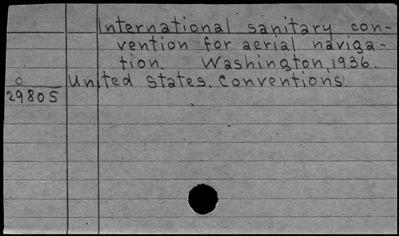 International sanitary con-
vention for aerial naviga-
tion. Washington, 1936.
United States. Conventions.
o
29805